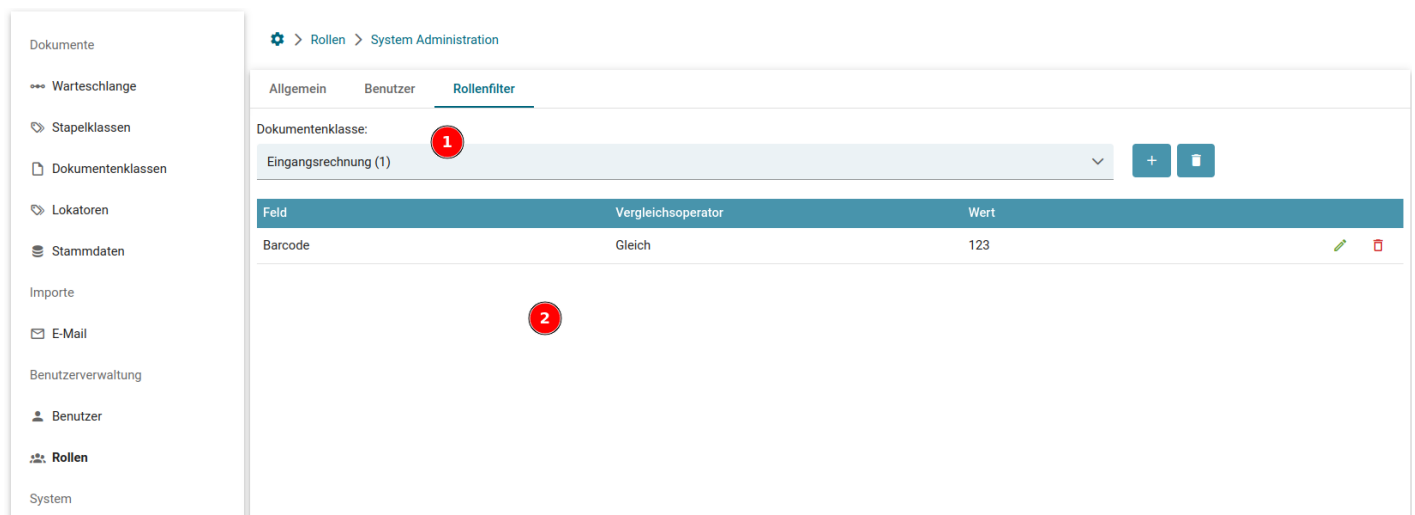 Dokumente
Warteschlange
Stapelklassen
Dokumentenklassen
Lokatoren
Stammdaten
Importe
E-Mail
Benutzerverwaltung
Benutzer
Rollen
System
Rollen System Administration
Allgemein Benutzer Rollenfilter
Dokumentenklasse:
1
Eingangsrechnung (1)
Feld Vergleichsoperator Wert
Barcode Gleich 123
2